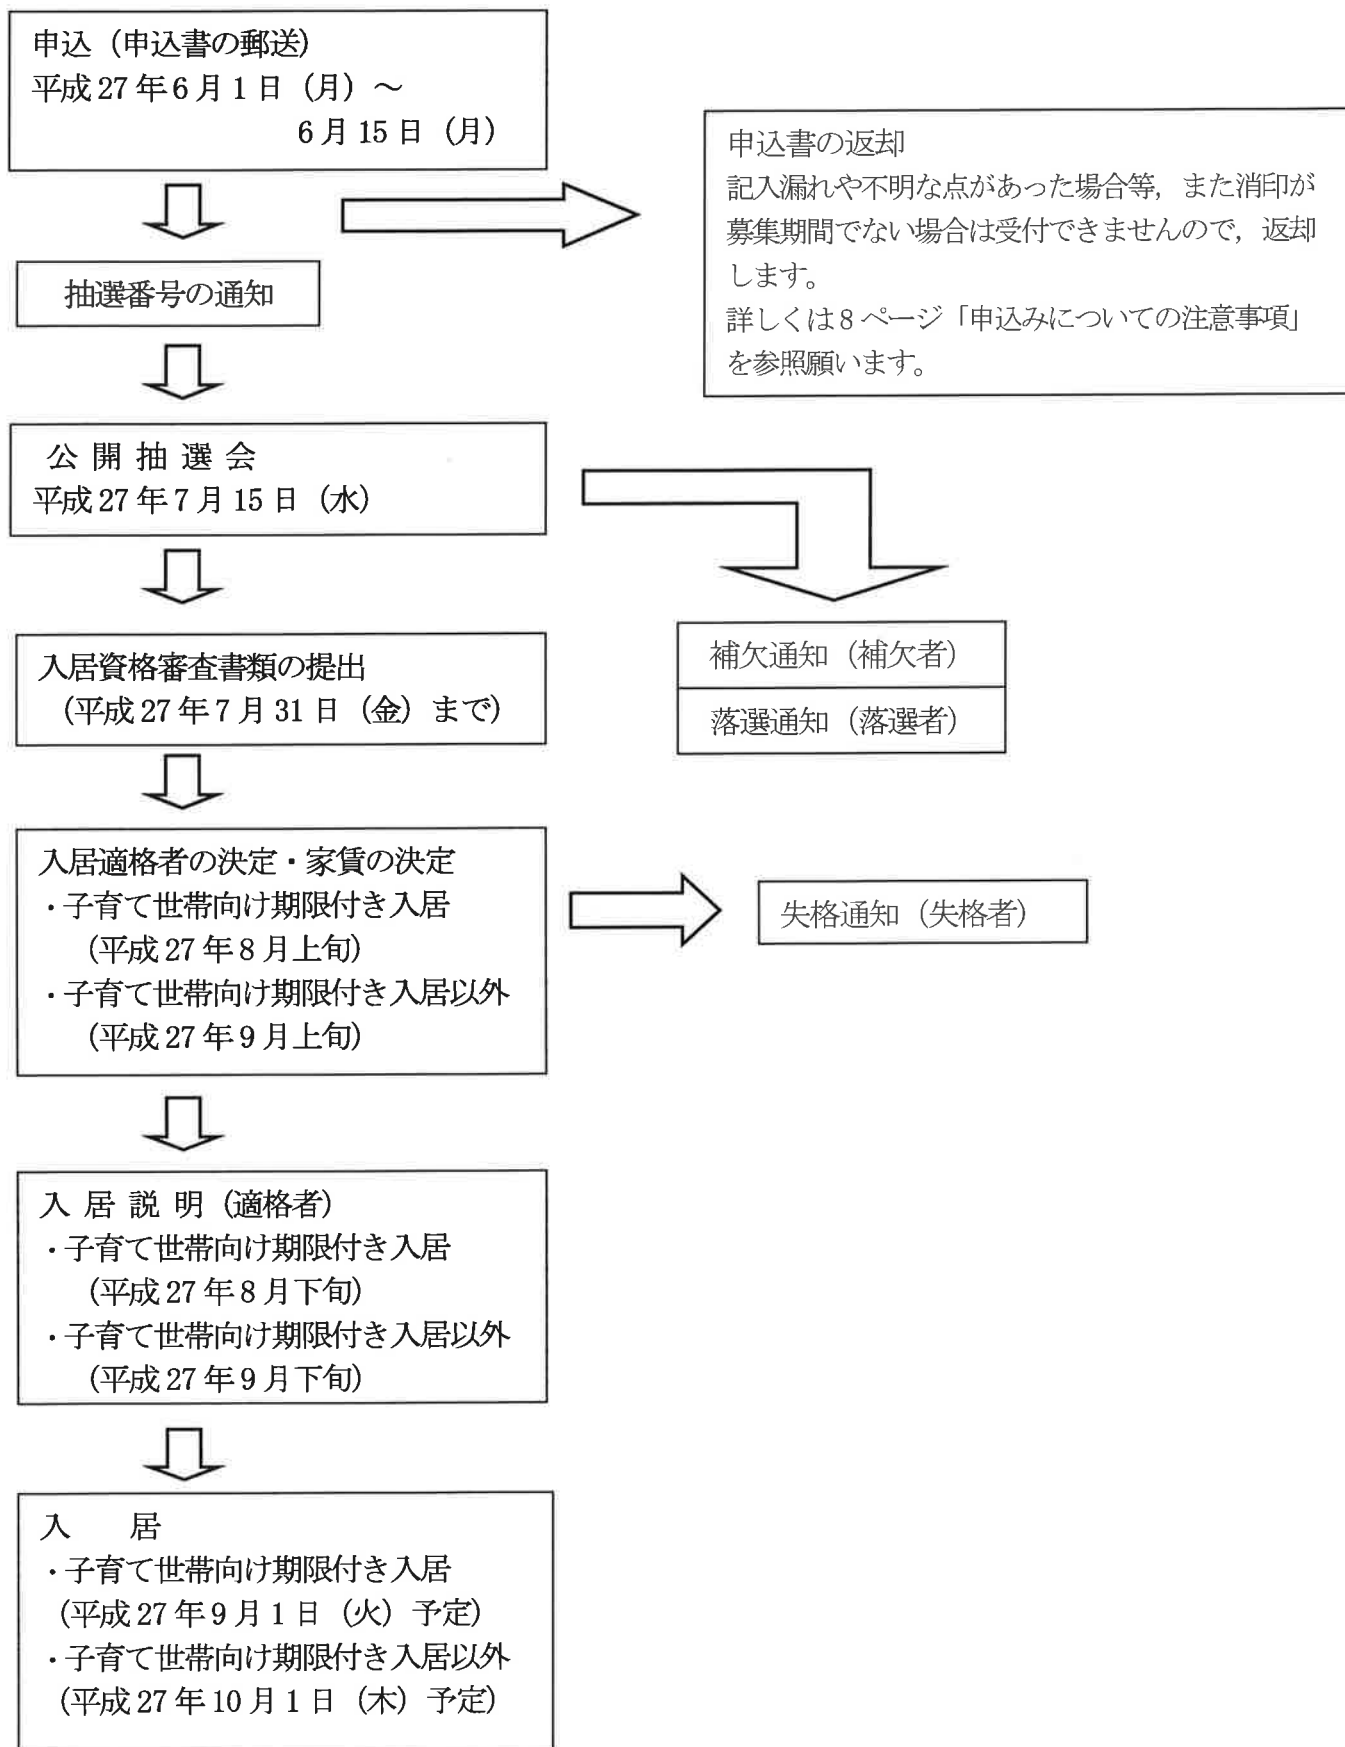 申込（申込書の郵送）
平成27年6月1日（月）～
6月15日（月）
申込書の返却
記入漏れや不明な点があった場合等，また消印が
募集期間でない場合は受付できませんので，返却
します。
詳しくは8ページ「申込みについての注意事項」
を参照願います。
抽選番号の通知
公 開 抽 選 会
平成27年7月15日（水）
補欠通知（補欠者）
落選通知（落選者）
入居資格審査書類の提出
（平成27年7月31日（金）まで）
入居適格者の決定・家賃の決定
・子育て世帯向け期限付き入居
（平成27年8月上旬）
・子育て世帯向け期限付き入居以外
（平成27年9月上旬）
失格通知（失格者）
入 居 説 明（適格者）
・子育て世帯向け期限付き入居
（平成27年8月下旬）
・子育て世帯向け期限付き入居以外
（平成27年9月下旬）
入　　居
・子育て世帯向け期限付き入居
（平成27年9月1日（火）予定）
・子育て世帯向け期限付き入居以外
（平成27年10月1日（木）予定）